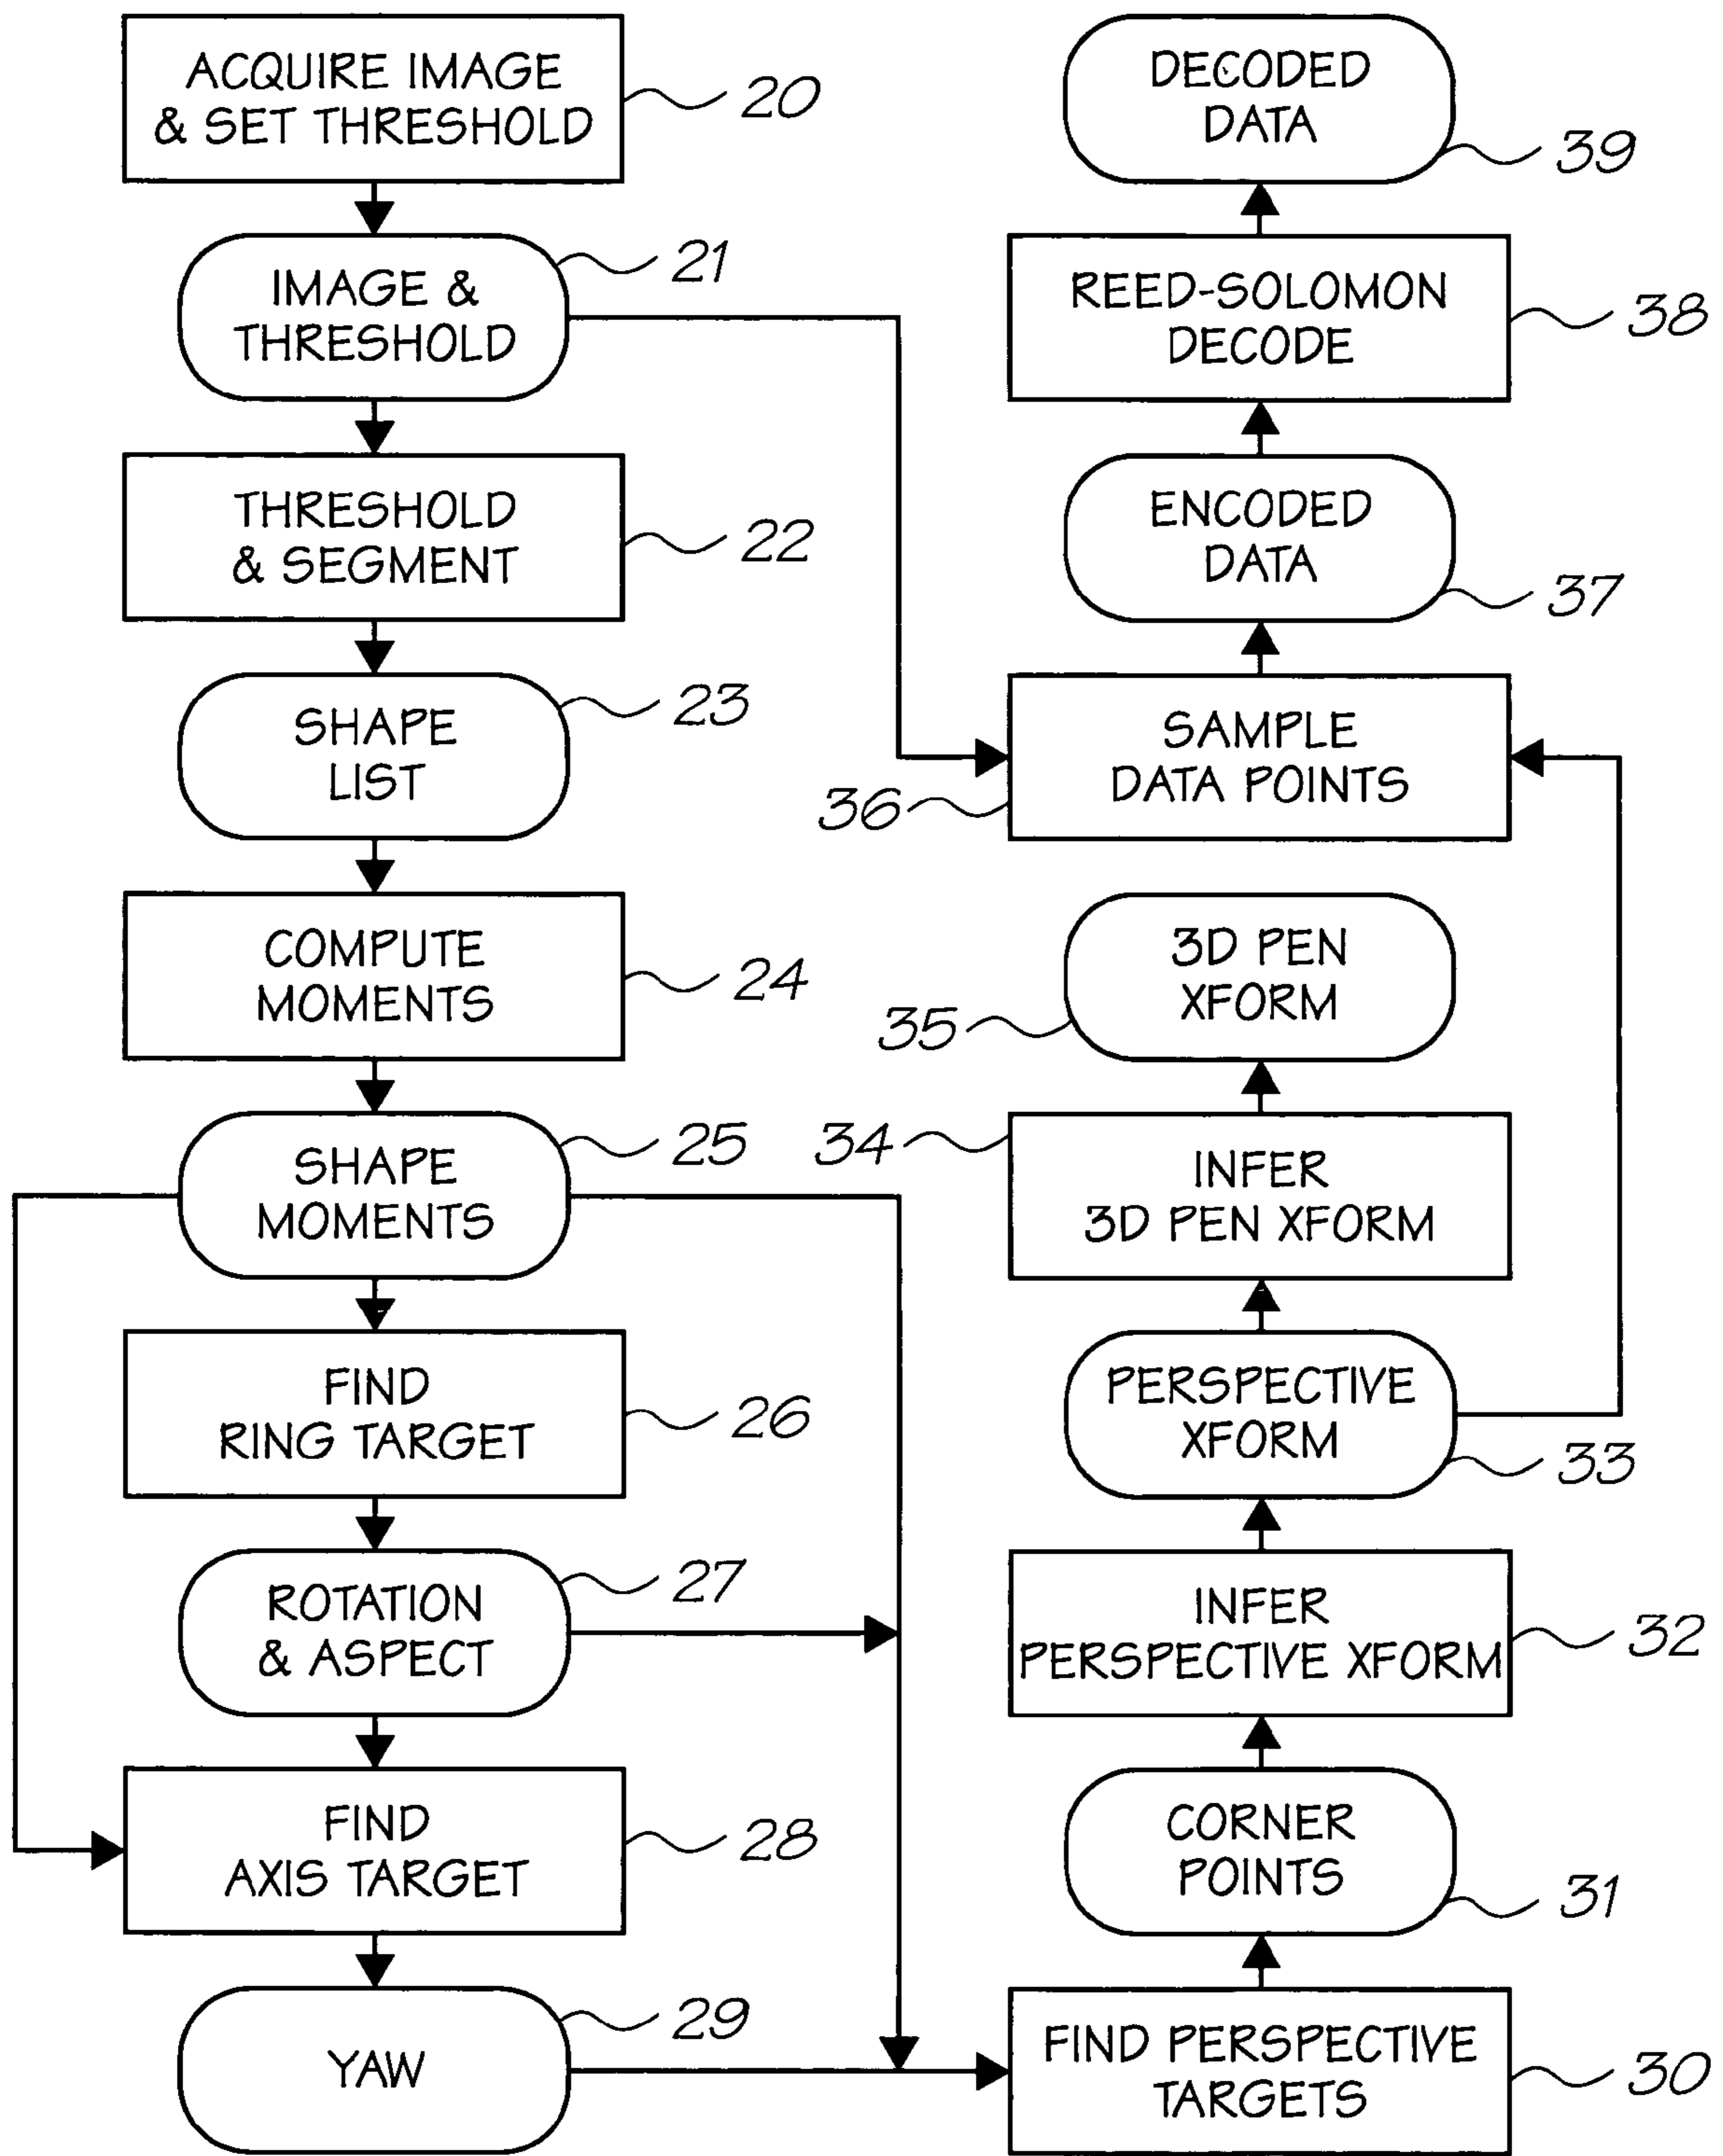 ACQUIRE IMAGE
& SET THRESHOLD
20
IMAGE &
THRESHOLD
21
THRESHOLD
& SEGMENT
22
SHAPE
LIST
23
COMPUTE
MOMENTS
24
SHAPE
MOMENTS
25
FIND
RING TARGET
26
ROTATION
& ASPECT
27
FIND
AXIS TARGET
28
YAW
29
FIND PERSPECTIVE
TARGETS
30
CORNER
POINTS
31
INFER
PERSPECTIVE XFORM
32
PERSPECTIVE
XFORM
33
INFER
3D PEN XFORM
34
3D PEN
XFORM
35
SAMPLE
DATA POINTS
36
ENCODED
DATA
37
REED-SOLOMON
DECODE
38
DECODED
DATA
39